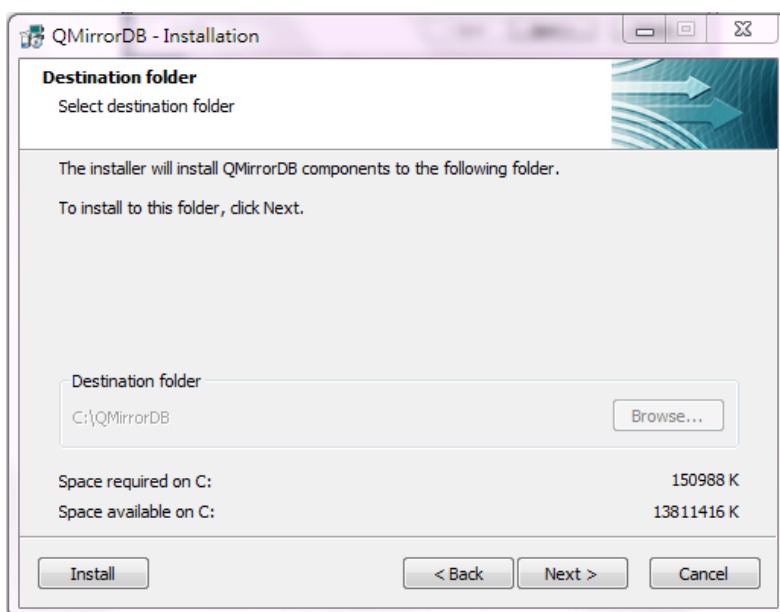 QMirrorDB - Installation
Destination folder
Select destination folder
The installer will install QMirrorDB components to the following folder.
To install to this folder, click Next.
Destination folder
C:\QMirrorDB
Browse...
Space required on C: 150988 K
Space available on C: 13811416 K
Install < Back Next > Cancel